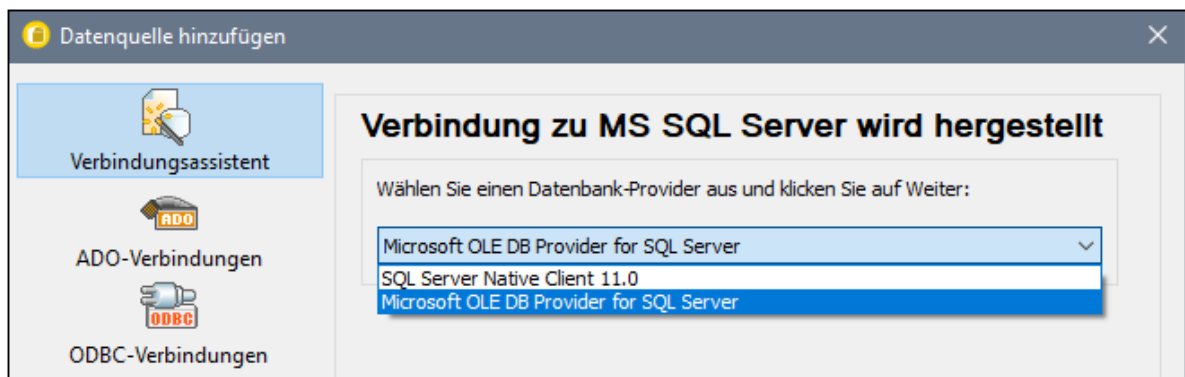 Datenquelle hinzufügen
Verbindungsassistent
ADO
ADO-Verbindungen
ODBC
ODBC-Verbindungen
Verbindung zu MS SQL Server wird hergestellt
Wählen Sie einen Datenbank-Provider aus und klicken Sie auf Weiter:
Microsoft OLE DB Provider for SQL Server
SQL Server Native Client 11.0
Microsoft OLE DB Provider for SQL Server